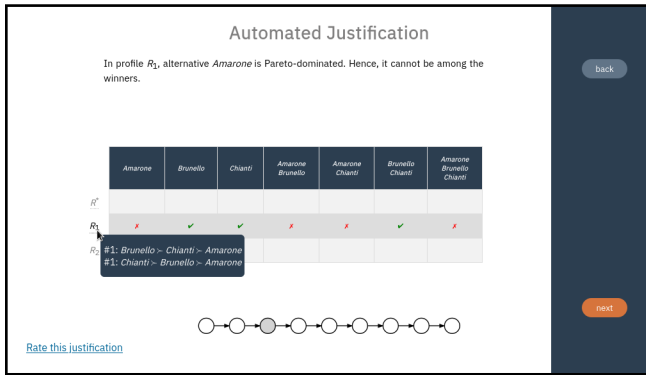 Automated Justification
In profile R1, alternative Amarone is Pareto-dominated. Hence, it cannot be among the
winners.
back
Amarone
Brunello
Chianti
Amarone
Brunello
Amarone
Chianti
Brunello
Chianti
Amarone
Brunello
Chianti
R*
R1 ✗ ✔ ✔ ✗ ✗ ✔ ✗
R2
#1: Brunello ≻ Chianti ≻ Amarone
#1: Chianti ≻ Brunello ≻ Amarone
next
Rate this justification